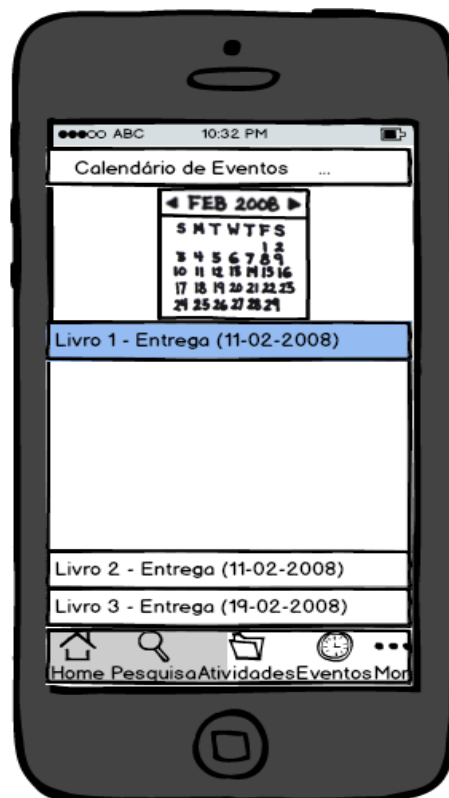 ABC 10:32 PM
Calendário de Eventos ...
FEB 2008
S M T W T F S
1 2
3 4 5 6 7 8 9
10 11 12 13 14 15 16
17 18 19 20 21 22 23
24 25 26 27 28 29
Livro 1 - Entrega (11-02-2008)
Livro 2 - Entrega (11-02-2008)
Livro 3 - Entrega (19-02-2008)
Home Pesquisa Atividades Eventos Mor